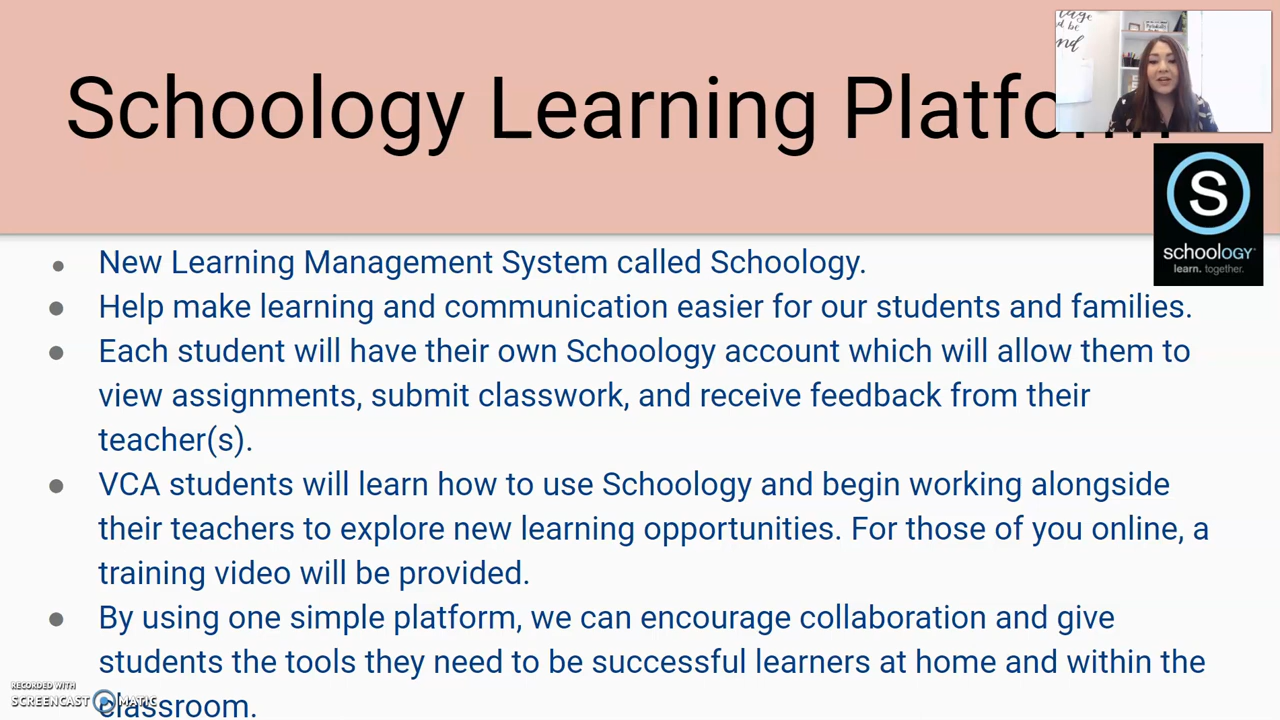 Schoology Learning Platform
New Learning Management System called Schoology.
Help make learning and communication easier for our students and families.
Each student will have their own Schoology account which will allow them to
view assignments, submit classwork, and receive feedback from their
teacher(s).
VCA students will learn how to use Schoology and begin working alongside
their teachers to explore new learning opportunities. For those of you online, a
training video will be provided.
By using one simple platform, we can encourage collaboration and give
students the tools they need to be successful learners at home and within the
classroom.
S
schoology
learn. together.
RECORDED WITH
SCREENCAST MATIC